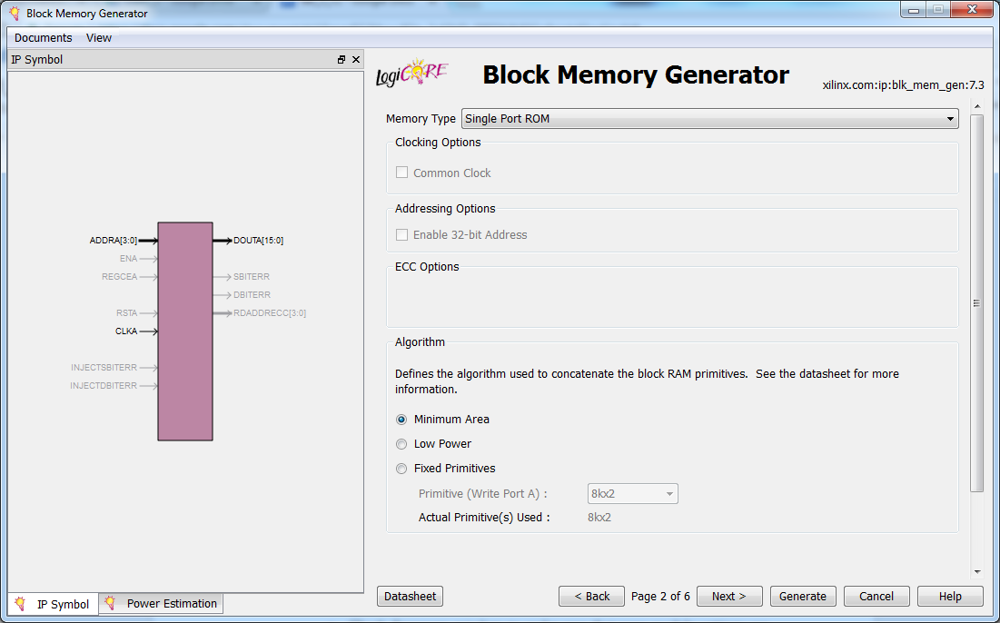 Block Memory Generator
Documents View
IP Symbol
LogiCORE
Block Memory Generator
xilinx.com:ip:blk_mem_gen:7.3
Memory Type Single Port ROM
Clocking Options
Common Clock
Addressing Options
Enable 32-bit Address
ECC Options
Algorithm
Defines the algorithm used to concatenate the block RAM primitives. See the datasheet for more
information.
Minimum Area
Low Power
Fixed Primitives
Primitive (Write Port A) : 8kx2
Actual Primitive(s) Used : 8kx2
ADDRA[3:0] DOUTA[15:0]
ENA
REGCEA SBITERR
DBITERR
RSTA RDADDRECC[3:0]
CLKA
INJECTSBITERR
INJECTDBITERR
IP Symbol Power Estimation
Datasheet < Back Page 2 of 6 Next > Generate Cancel Help